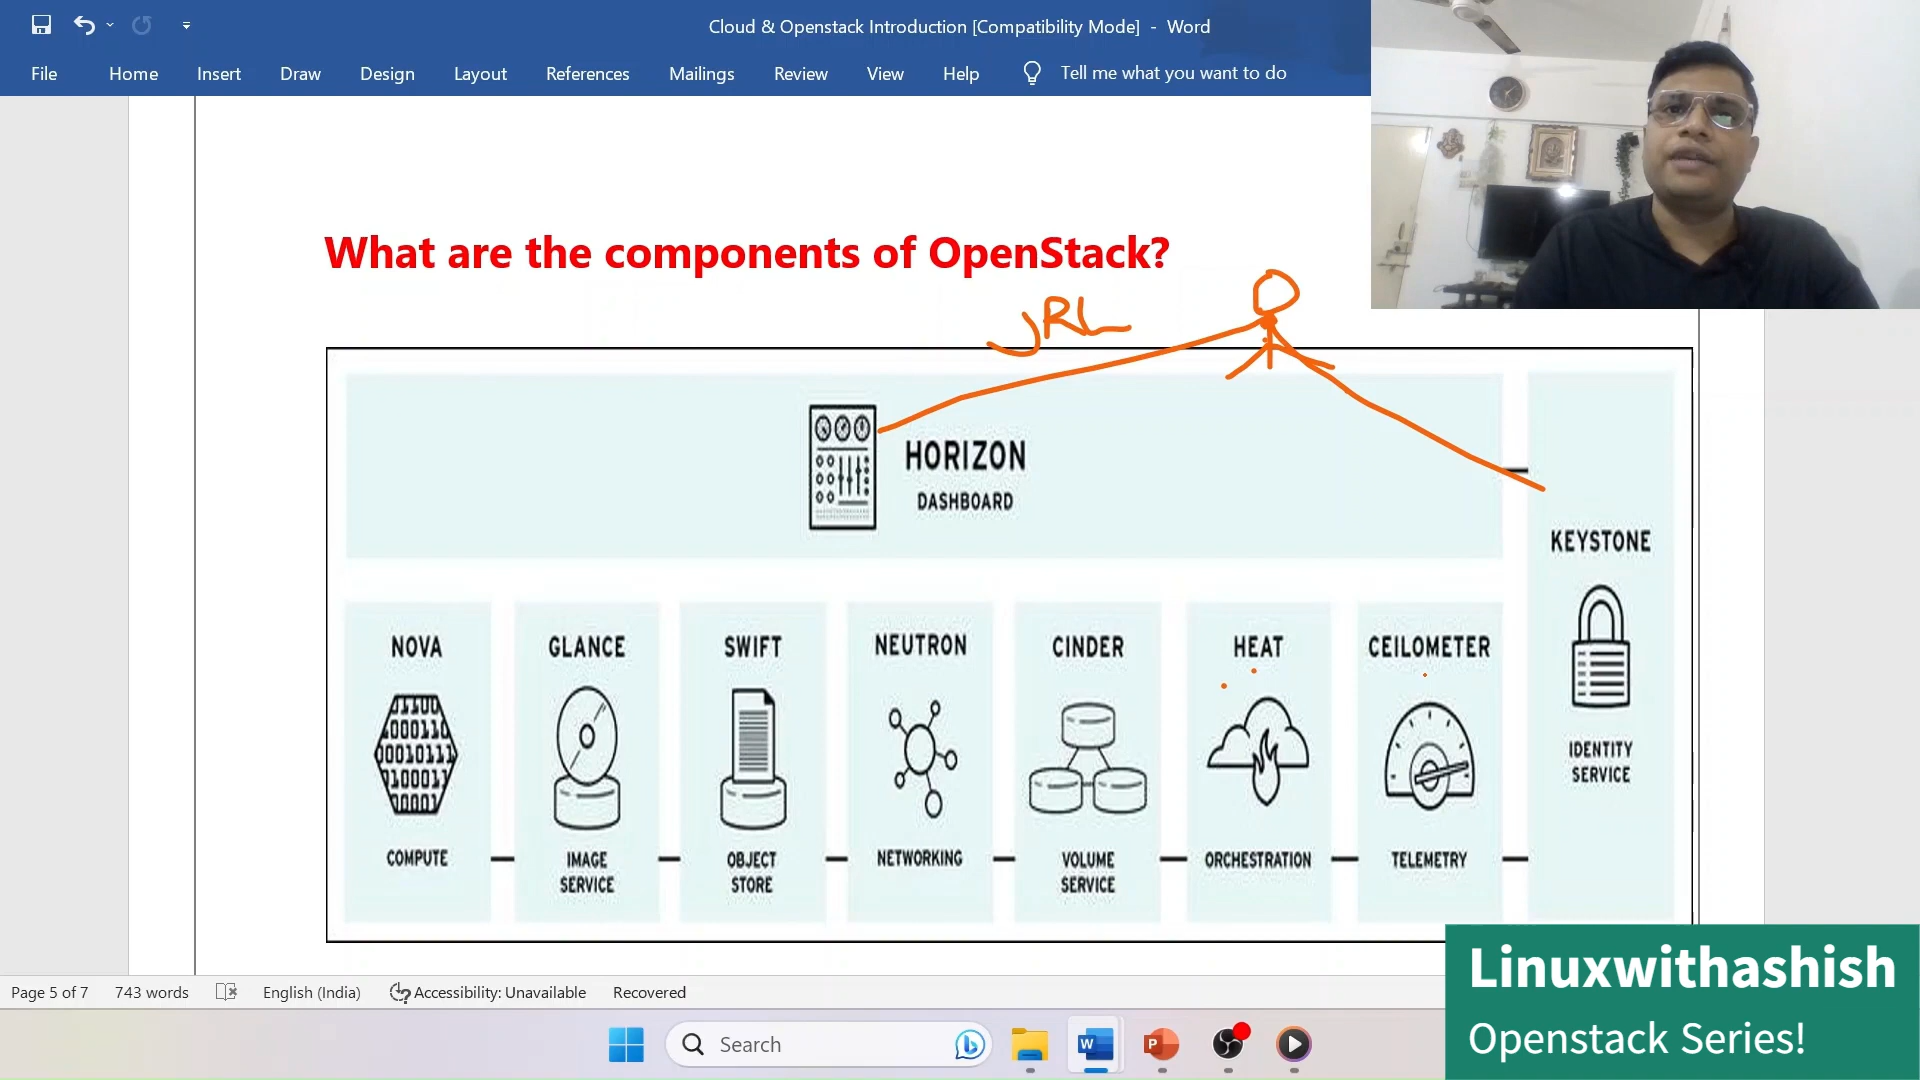 Cloud & Openstack Introduction [Compatibility Mode] - Word
File Home Insert Draw Design Layout References Mailings Review View Help Tell me what you want to do
What are the components of OpenStack?
URL
HORIZON
DASHBOARD
KEYSTONE
IDENTITY
SERVICE
NOVA
COMPUTE
GLANCE
IMAGE
SERVICE
SWIFT
OBJECT
STORE
NEUTRON
NETWORKING
CINDER
VOLUME
SERVICE
HEAT
ORCHESTRATION
CEILOMETER
TELEMETRY
Page 5 of 7 743 words English (India) Accessibility: Unavailable Recovered
Linuxwithashish
Openstack Series!
Search